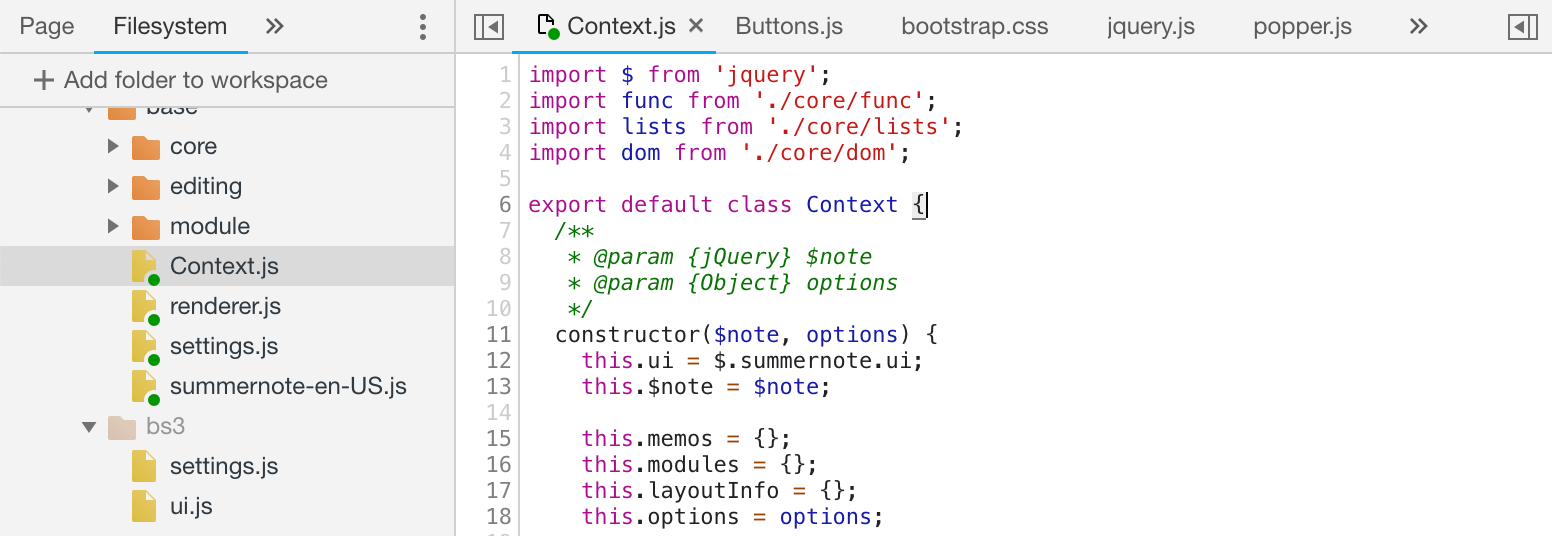 Page Filesystem »
+ Add folder to workspace
base
core
editing
module
Context.js
renderer.js
settings.js
summernote-en-US.js
bs3
settings.js
ui.js
Context.js × Buttons.js bootstrap.css jquery.js popper.js »
1 import $ from 'jquery';
2 import func from './core/func';
3 import lists from './core/lists';
4 import dom from './core/dom';
5
6 export default class Context {
7 /**
8 * @param {jQuery} $note
9 * @param {Object} options
10 */
11 constructor($note, options) {
12 this.ui = $.summernote.ui;
13 this.$note = $note;
14
15 this.memos = {};
16 this.modules = {};
17 this.layoutInfo = {};
18 this.options = options;